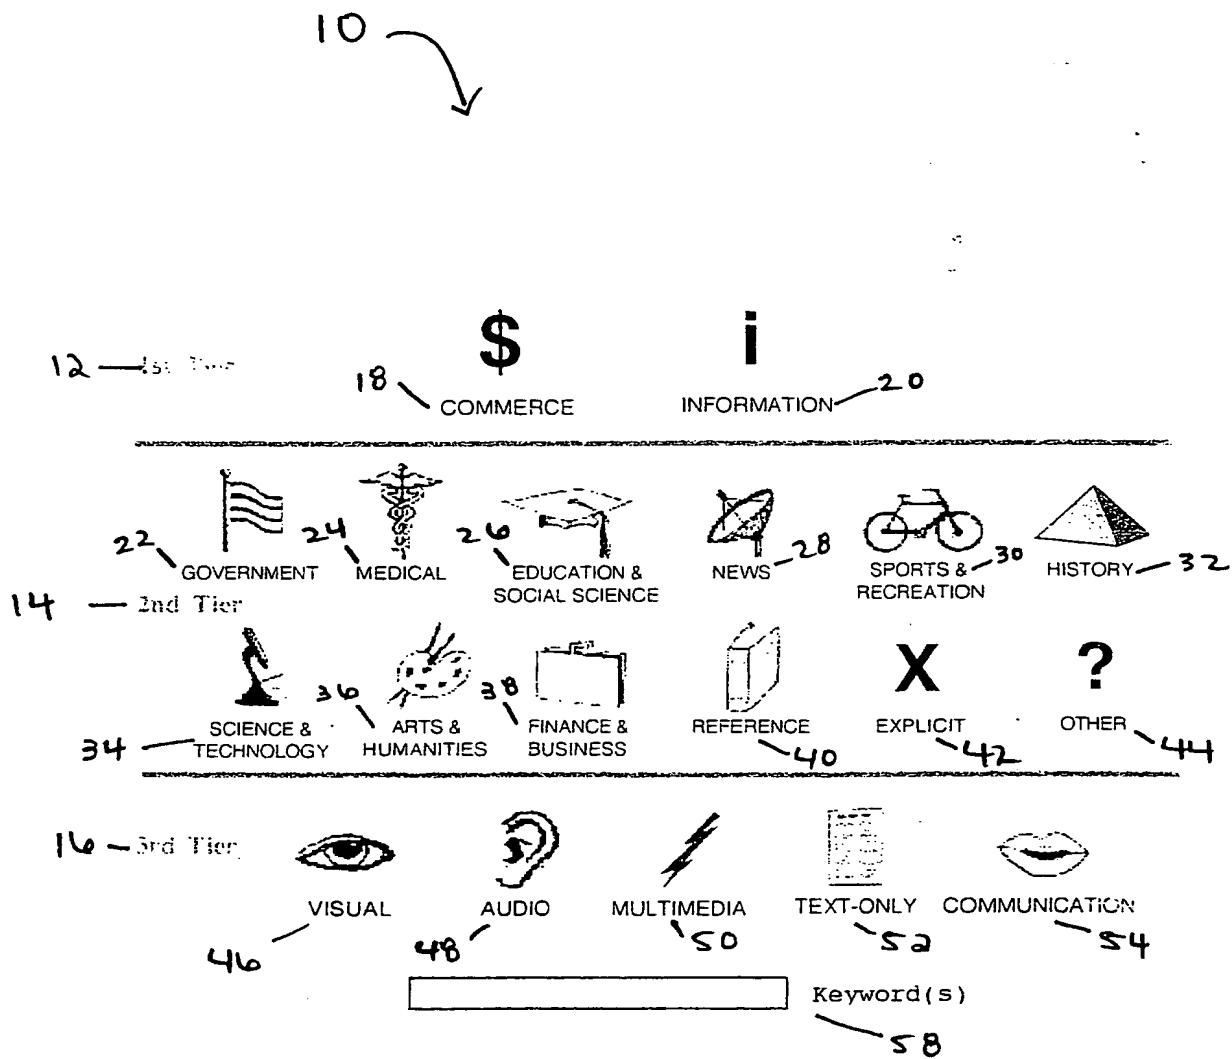 10
$ i
12 1st Tier
18 COMMERCE INFORMATION 20
22 GOVERNMENT 24 MEDICAL 26 EDUCATION & SOCIAL SCIENCE NEWS 28 SPORTS & RECREATION 30 HISTORY 32
14 2nd Tier
X ?
34 SCIENCE & TECHNOLOGY 36 ARTS & HUMANITIES 38 FINANCE & BUSINESS REFERENCE 40 EXPLICIT 42 OTHER 44
16 3rd Tier
VISUAL AUDIO MULTIMEDIA TEXT-ONLY COMMUNICATION
46 48 50 52 54
Keyword(s)
58